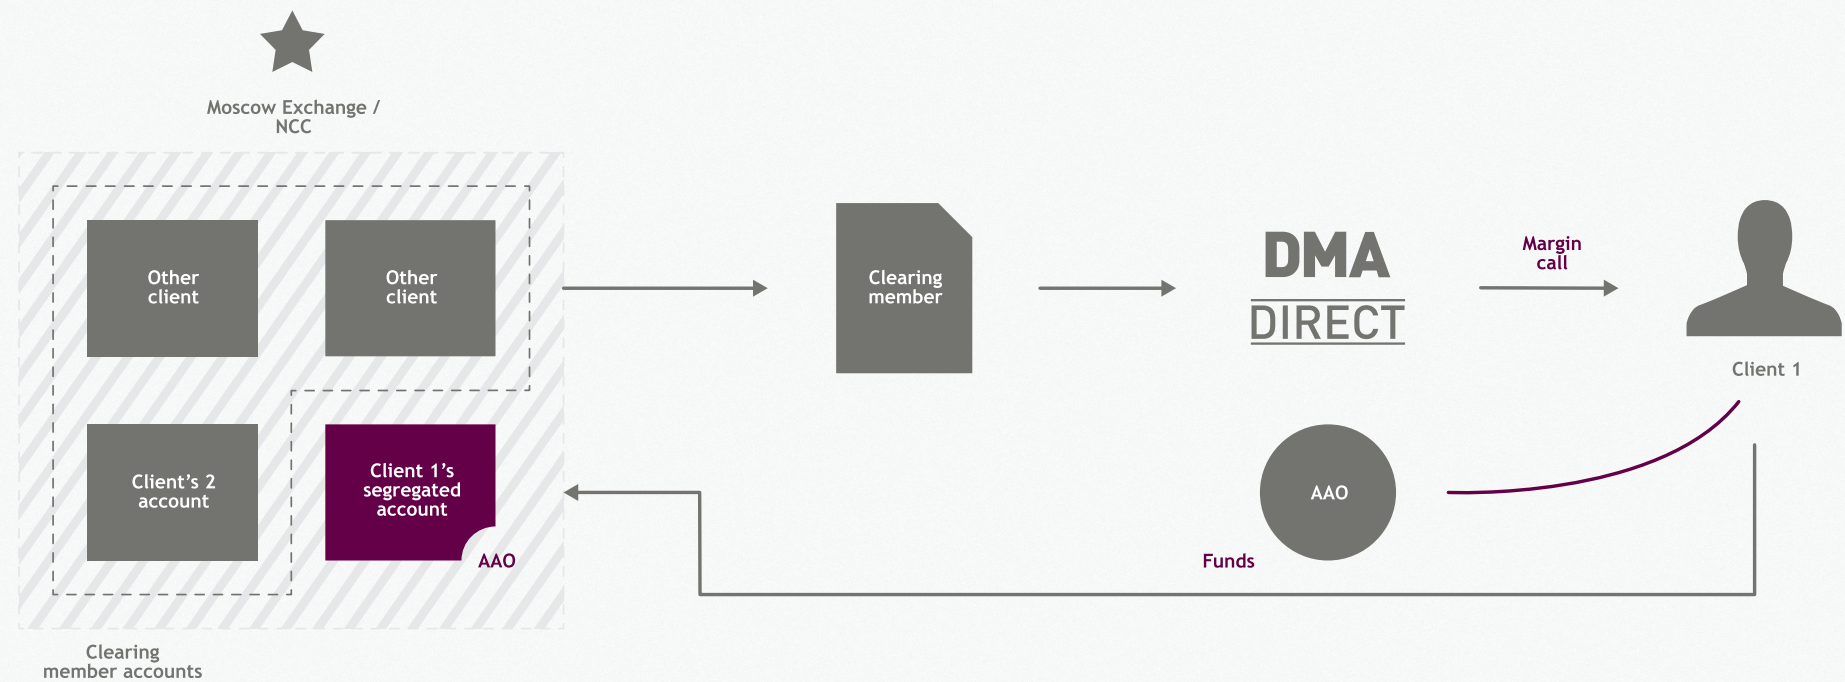 Moscow Exchange /
NCC
Other
client
Other
client
Clearing
member
DMA
DIRECT
Margin
call
Client 1
Client's 2
account
Client 1’s
segregated
account
AAO
AAO
Funds
Clearing
member accounts